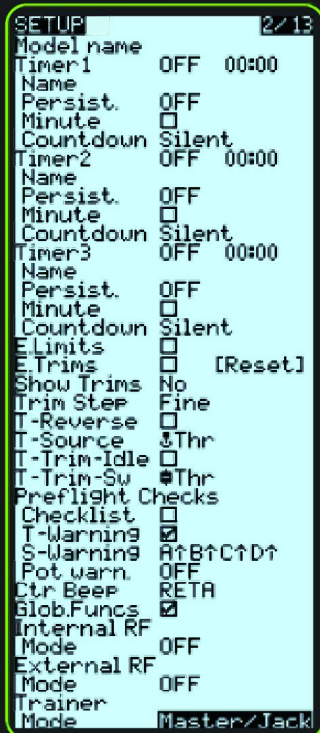 SETUP 2/13
Model name
Timer1 OFF 00:00
Name
Persist. OFF
Minute
Countdown Silent
Timer2 OFF 00:00
Name
Persist. OFF
Minute
Countdown Silent
Timer3 OFF 00:00
Name
Persist. OFF
Minute
Countdown Silent
E.Limits
E.Trims [Reset]
Show Trims No
Trim Step Fine
T-Reverse
T-Source Thr
T-Trim-Idle
T-Trim-Sw Thr
Preflight Checks
Checklist
T-Warning
S-Warning A↑B↑C↑D↑
Pot warn. OFF
Ctr Beep RETA
Glob.Funcs
Internal RF
Mode OFF
External RF
Mode OFF
Trainer
Mode Master/Jack